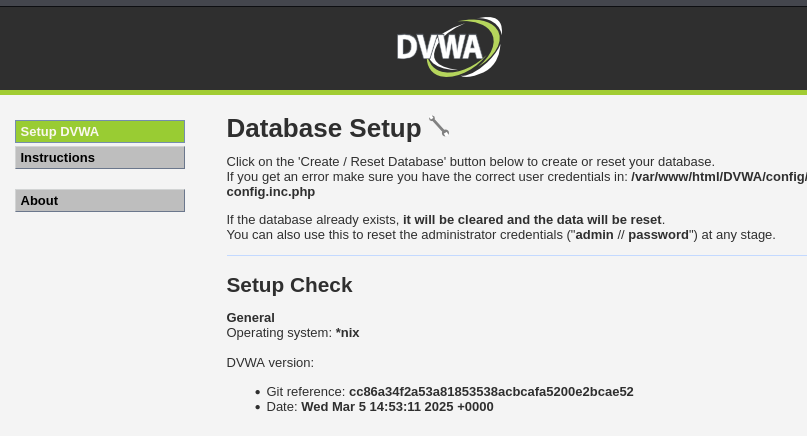 DVWA
Setup DVWA
Instructions
About
Database Setup
Click on the 'Create / Reset Database' button below to create or reset your database.
If you get an error make sure you have the correct user credentials in: /var/www/html/DVWA/config/
config.inc.php
If the database already exists, it will be cleared and the data will be reset.
You can also use this to reset the administrator credentials ("admin // password") at any stage.
Setup Check
General
Operating system: *nix
DVWA version:
• Git reference: cc86a34f2a53a81853538acbcafa5200e2bcae52
• Date: Wed Mar 5 14:53:11 2025 +0000